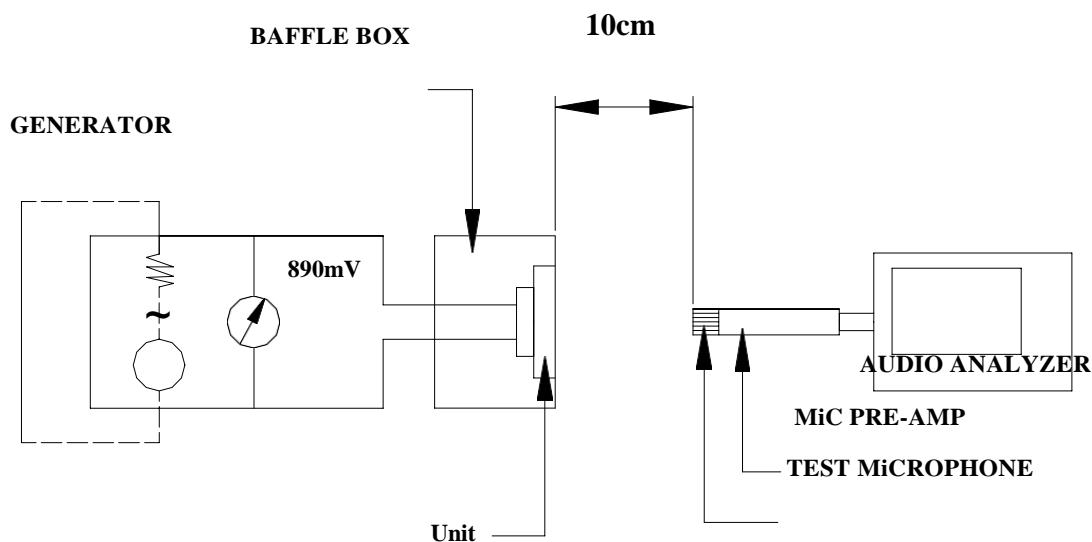 10cm
BAFFLE BOX
GENERATOR
890mV
~
AUDIO ANALYZER
MiC PRE-AMP
TEST MiCROPHONE
Unit